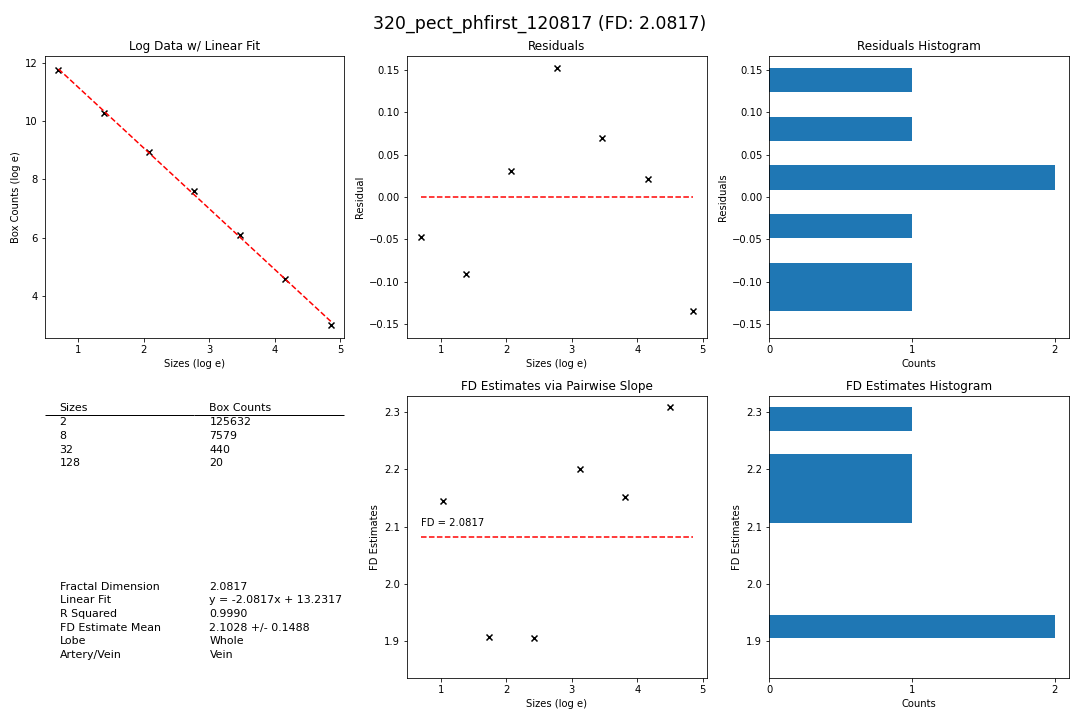 320_pect_phfirst_120817 (FD: 2.0817)
Log Data w/ Linear Fit
12
10
8
6
4
Box Counts (log e)
1 2 3 4 5
Sizes (log e)
Residuals
0.15
0.10
0.05
0.00
−0.05
−0.10
−0.15
Residual
1 2 3 4 5
Sizes (log e)
Residuals Histogram
0.15
0.10
0.05
0.00
−0.05
−0.10
−0.15
Residuals
0 1 2
Counts
Sizes Box Counts
2 125632
8 7579
32 440
128 20
Fractal Dimension 2.0817
Linear Fit y = -2.0817x + 13.2317
R Squared 0.9990
FD Estimate Mean 2.1028 +/- 0.1488
Lobe Whole
Artery/Vein Vein
FD Estimates via Pairwise Slope
2.3
2.2
2.1
2.0
1.9
FD Estimates
FD = 2.0817
1 2 3 4 5
Sizes (log e)
FD Estimates Histogram
2.3
2.2
2.1
2.0
1.9
FD Estimates
0 1 2
Counts